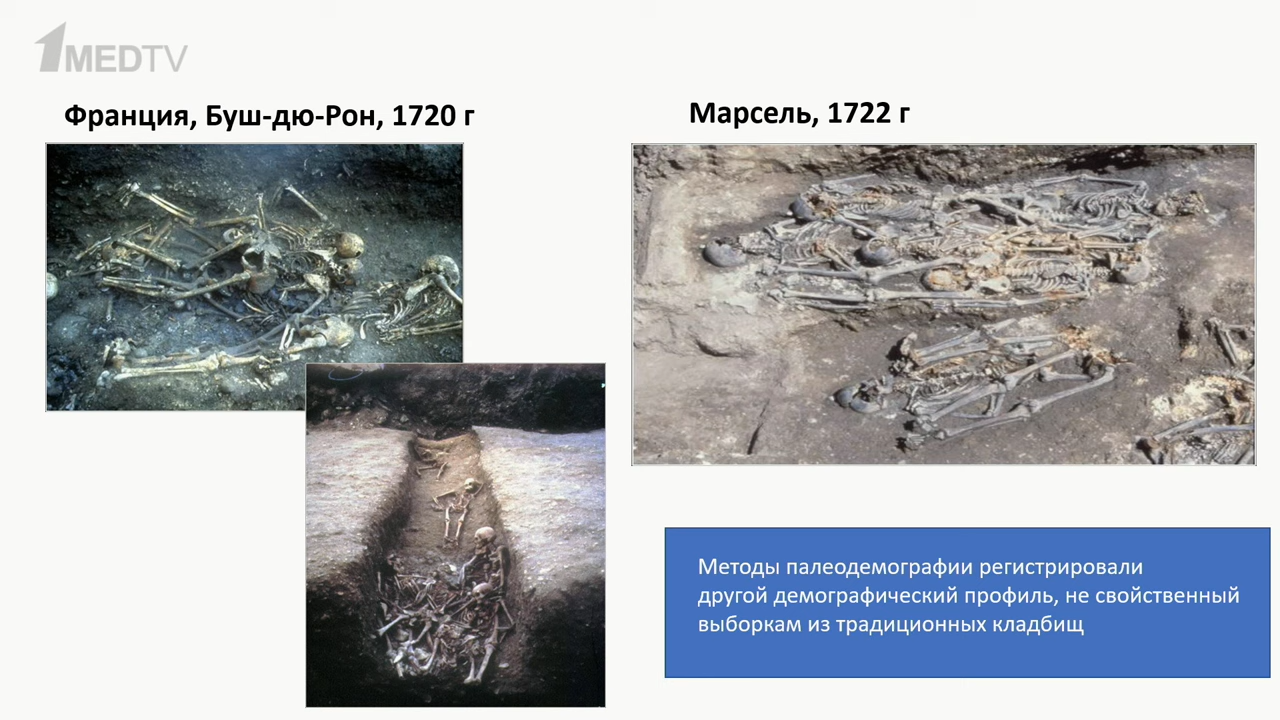 1MEDTV
Франция, Буш-дю-Рон, 1720 г
Марсель, 1722 г
Методы палеодемографии регистрировали
другой демографический профиль, не свойственный
выборкам из традиционных кладбищ